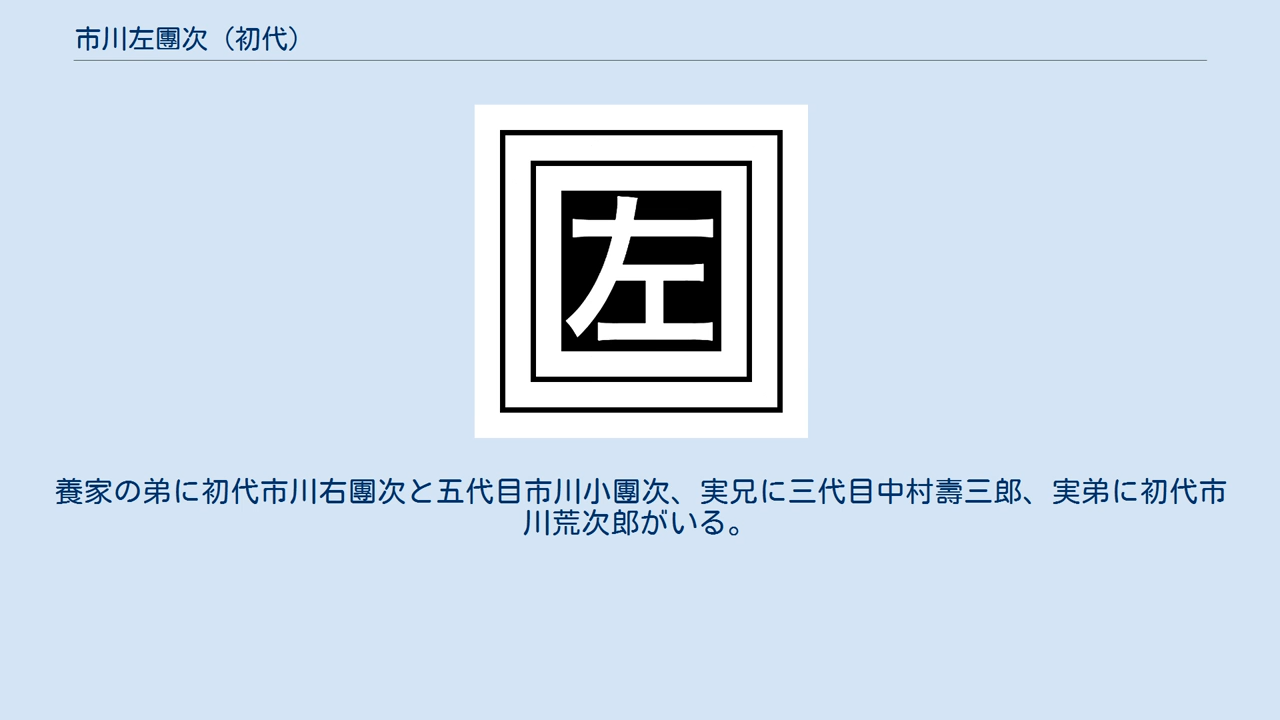 市川左團次（初代）
左
養家の弟に初代市川右團次と五代目市川小團次、実兄に三代目中村壽三郎、実弟に初代市
川荒次郎がいる。